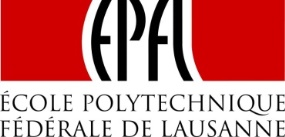 EPFL
ÉCOLE POLYTECHNIQUE
FÉDÉRALE DE LAUSANNE